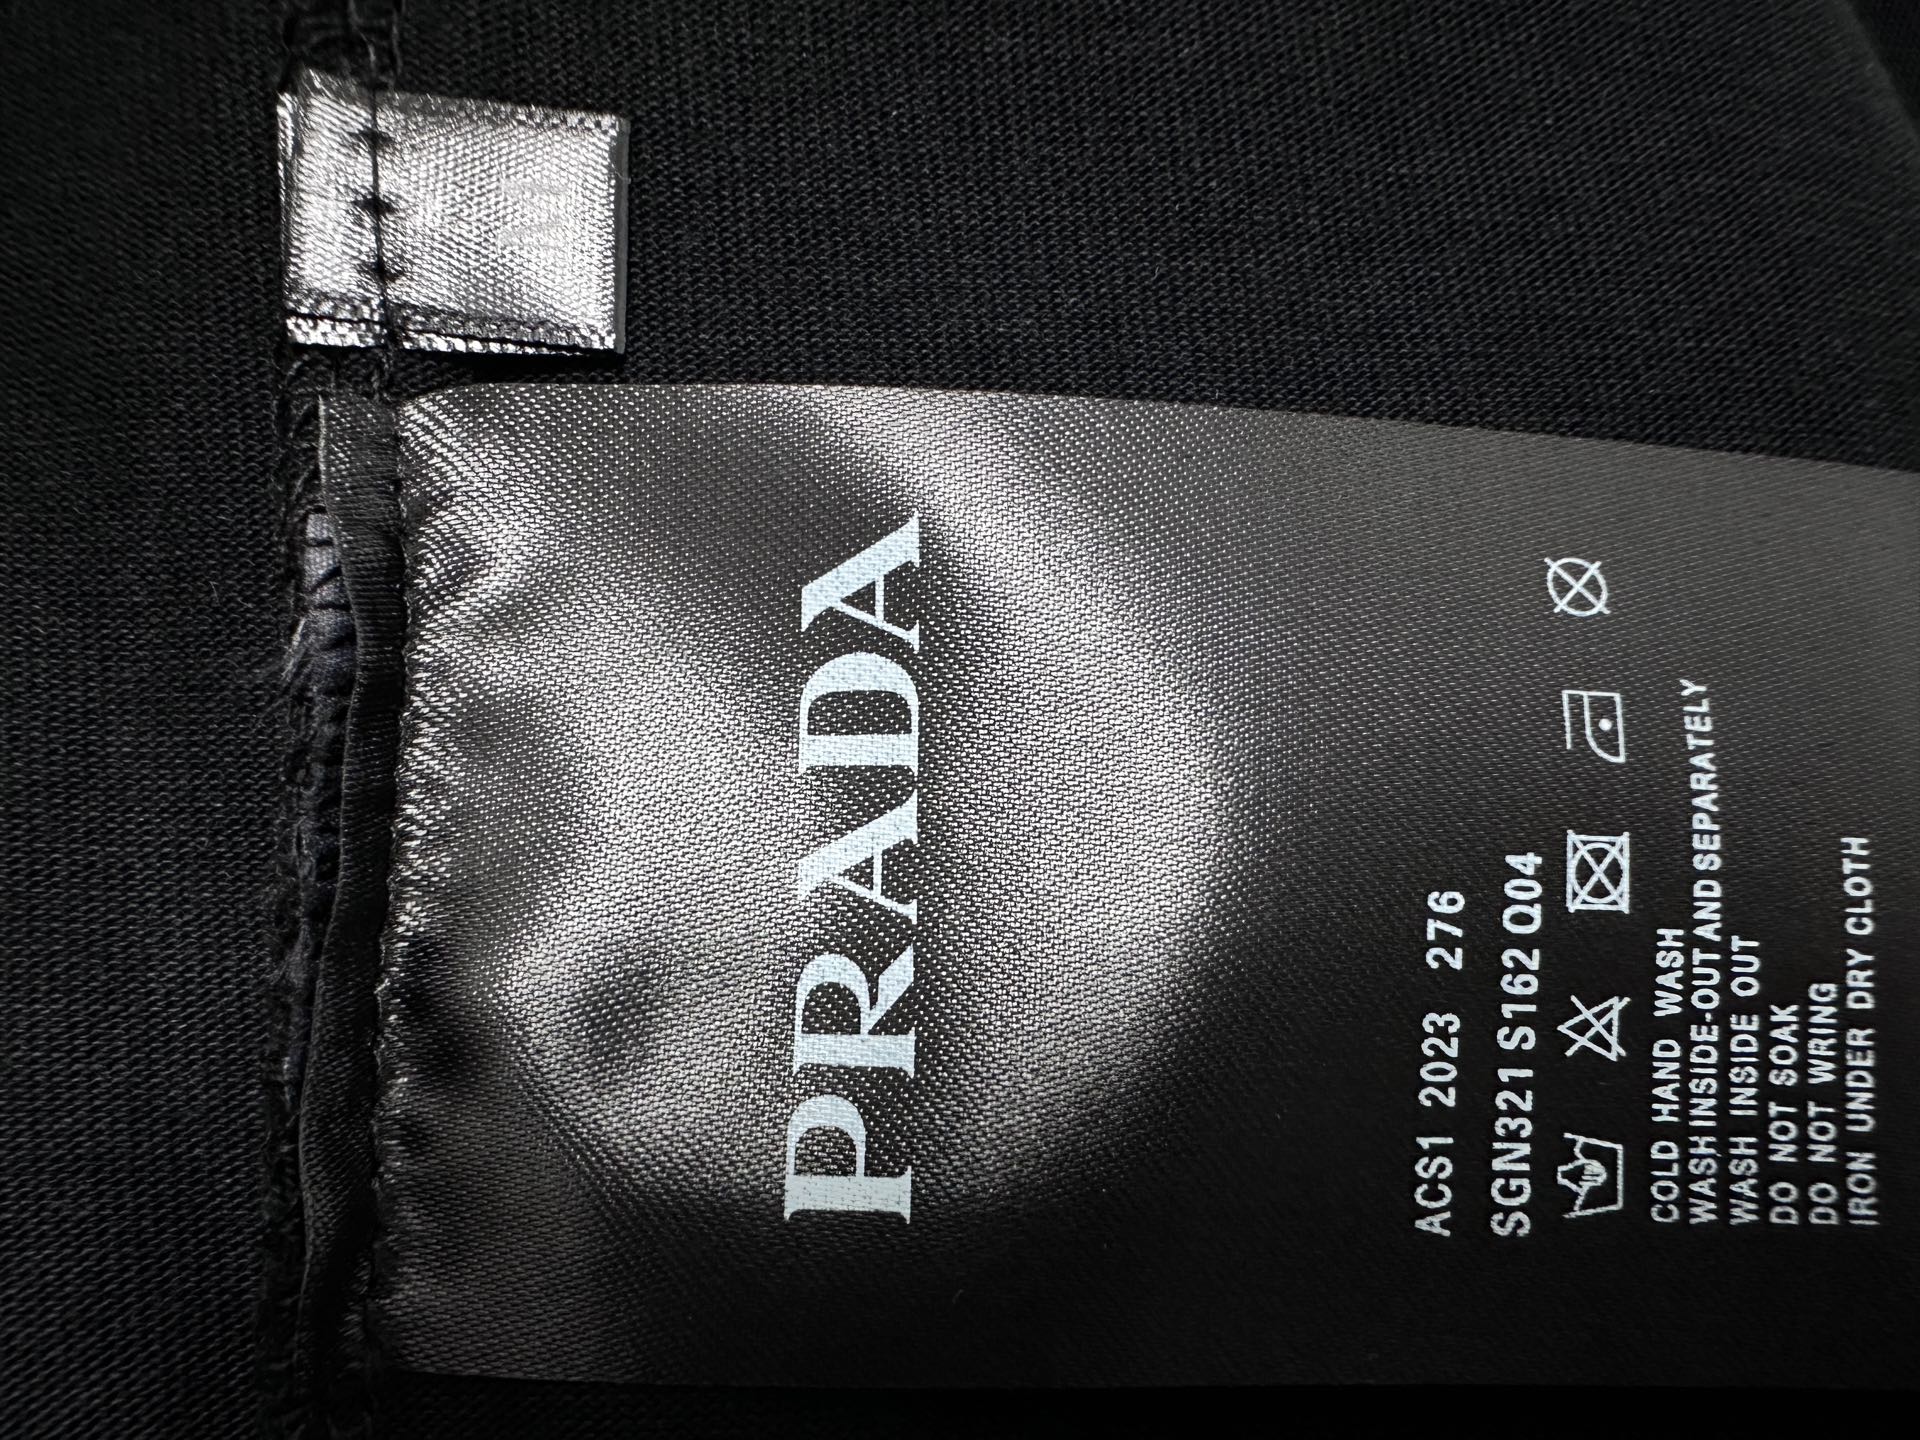 PRADA
ACS1 2023 276
SGN321 S162 Q04
COLD HAND WASH
WASH INSIDE-OUT AND SEPARATELY
WASH INSIDE OUT
DO NOT SOAK
DO NOT WRING
IRON UNDER DRY CLOTH